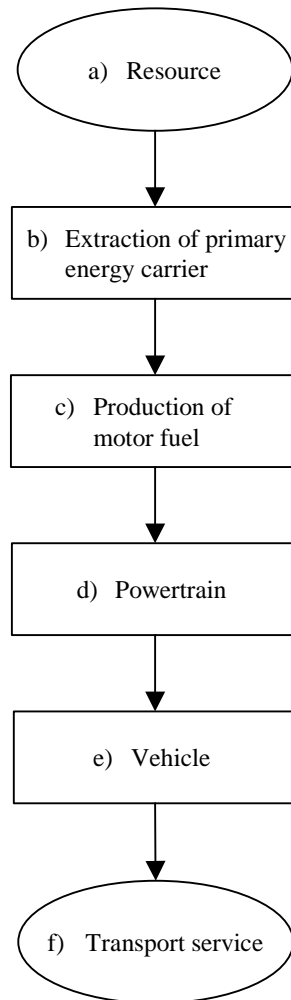 a) Resource
b) Extraction of primary
energy carrier
c) Production of
motor fuel
d) Powertrain
e) Vehicle
f) Transport service